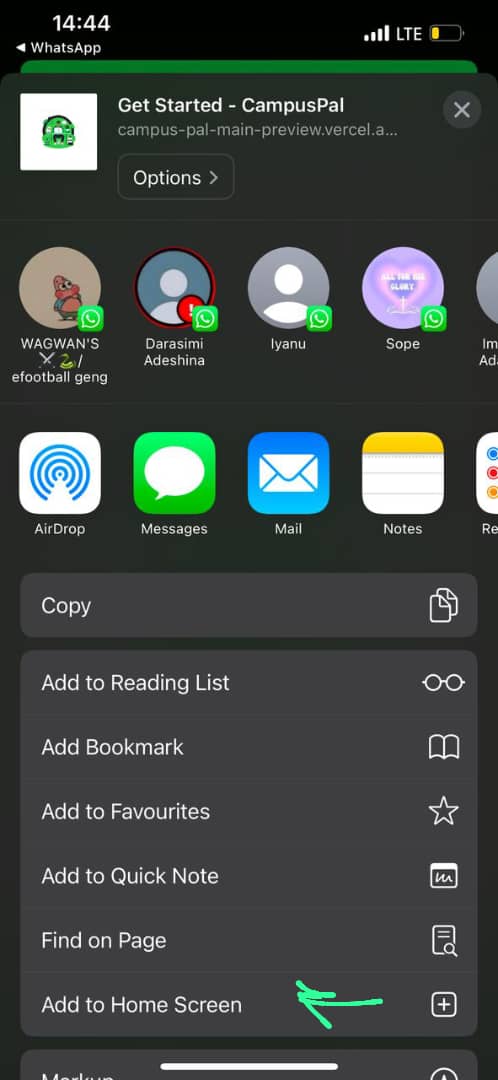 14:44
LTE
◀ WhatsApp
Get Started - CampusPal
campus-pal-main-preview.vercel.a...
Options >
ALL FOR HIS
GLORY
WAGWAN'S
⚔️🐍/
efootball geng
Darasimi
Adeshina
Iyanu
Sope
Im
Ad
AirDrop
Messages
Mail
Notes
Re
Copy
Add to Reading List
Add Bookmark
Add to Favourites
Add to Quick Note
Find on Page
Add to Home Screen
Markup